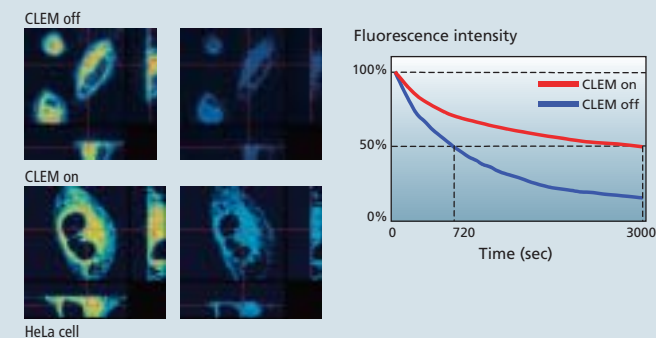 CLEM off
CLEM on
HeLa cell
Fluorescence intensity
100%
CLEM on
CLEM off
50%
0%
0 720 3000
Time (sec)